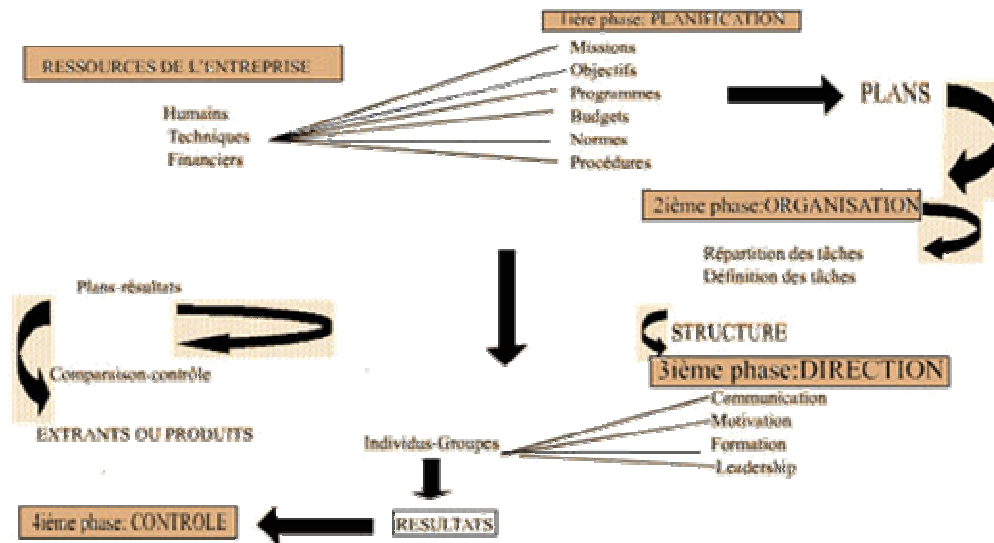 1ière phase: PLANIFICATION
RESSOURCES DE L'ENTREPRISE
Humains
Techniques
Financiers
Missions
Objectifs
Programmes
Budgets
Normes
Procédures
PLANS
2ième phase:ORGANISATION
Répartition des tâches
Définition des tâches
STRUCTURE
3ième phase:DIRECTION
Communication
Motivation
Formation
Leadership
Individus-Groupes
RESULTATS
Plans-résultats
Comparaison-contrôle
EXTRANTS OU PRODUITS
4ième phase: CONTROLE